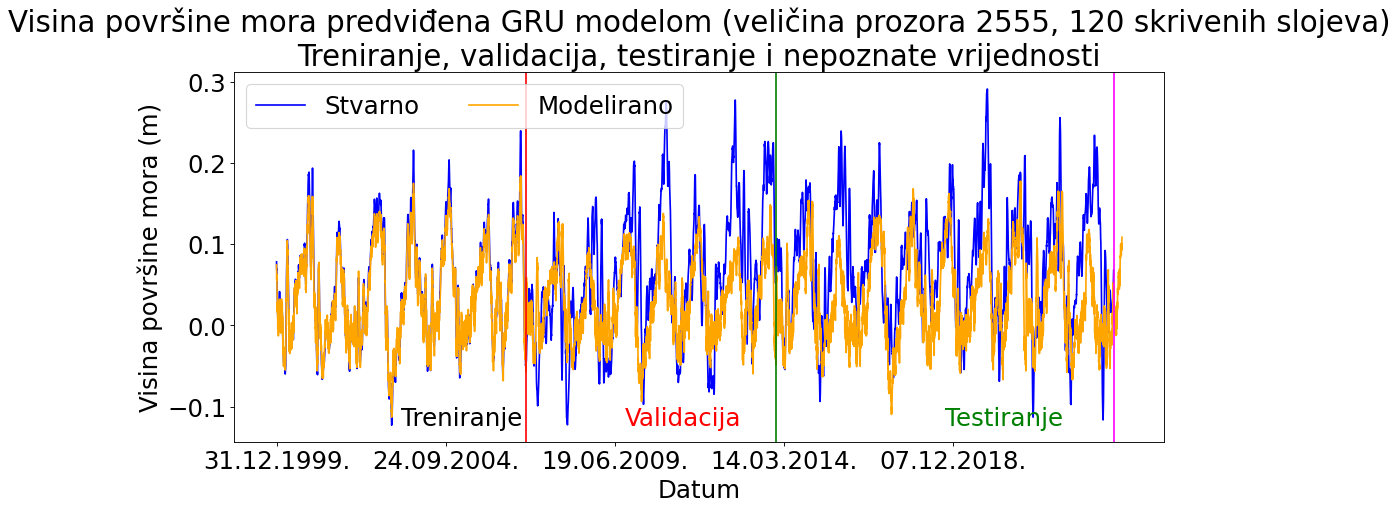 Visina površine mora predviđena GRU modelom (veličina prozora 2555, 120 skrivenih slojeva)
Treniranje, validacija, testiranje i nepoznate vrijednosti
Stvarno Modelirano
Visina površine mora (m)
0.3
0.2
0.1
0.0
−0.1
Treniranje Validacija Testiranje
31.12.1999. 24.09.2004. 19.06.2009. 14.03.2014. 07.12.2018.
Datum